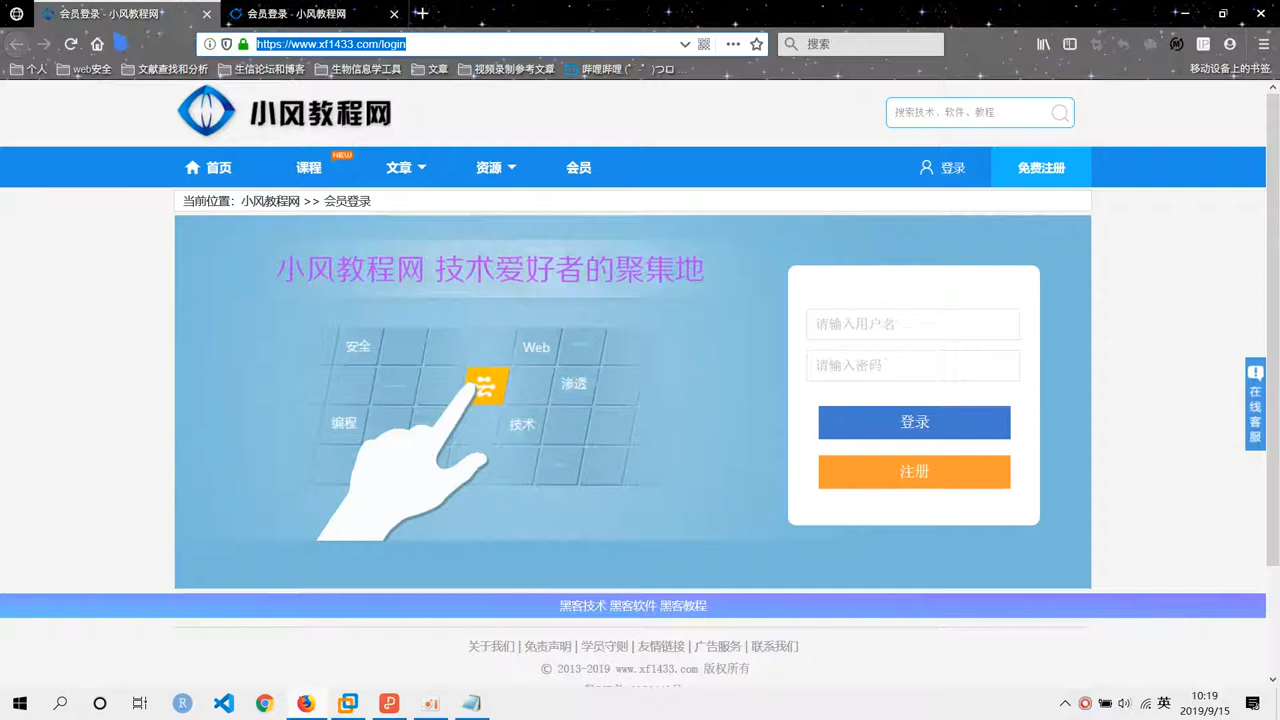 会员登录 - 小风教程网
会员登录 - 小风教程网
https://www.xf1433.com/login
搜索
个人
web安全
文献查找和分析
生信论坛和博客
生物信息学工具
文章
视频录制参考文章
哔哩哔哩 (゜-゜)つロ ...
移动设备上的书签
小风教程网
搜索技术、软件、教程
首页
课程
NEW
文章
资源
会员
登录
免费注册
当前位置: 小风教程网 >> 会员登录
小风教程网 技术爱好者的聚集地
安全
Web
渗透
编程
技术
请输入用户名
请输入密码
登录
注册
在线客服
黑客技术 黑客软件 黑客教程
关于我们 | 免责声明 | 学员守则 | 友情链接 | 广告服务 | 联系我们
© 2013-2019 www.xf1433.com 版权所有
英
10:19
2019/9/15